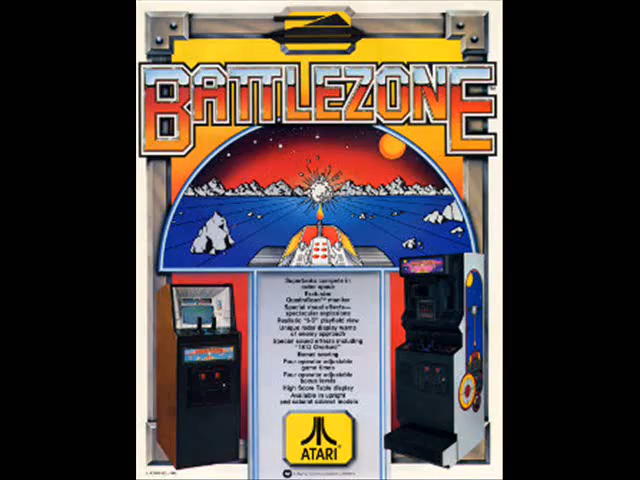 BATTLEZONE
Supertanks compete in
outer space
Exclusive
QuadraScan™ monitor
Special visual effects—
spectacular explosions
Realistic "3-D" playfield view
Unique radar display warns
of enemy approach
Special sound effects including
"1812 Overture"
Bonus scoring
Four operator adjustable
game times
Four operator adjustable
bonus levels
High Score Table display
Available in upright
and cabaret cabinet models
ATARI